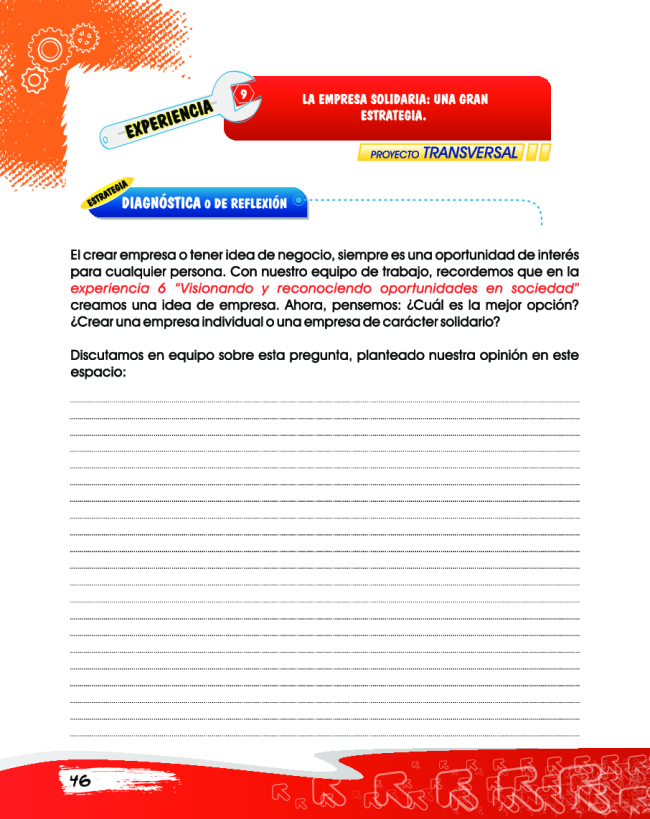 EXPERIENCIA
9
LA EMPRESA SOLIDARIA: UNA GRAN
ESTRATEGIA.
PROYECTO TRANSVERSAL
ESTRATEGIA
DIAGNÓSTICA O DE REFLEXIÓN
El crear empresa o tener idea de negocio, siempre es una oportunidad de interés
para cualquier persona. Con nuestro equipo de trabajo, recordemos que en la
experiencia 6 “Visionando y reconociendo oportunidades en sociedad”
creamos una idea de empresa. Ahora, pensemos: ¿Cuál es la mejor opción?
¿Crear una empresa individual o una empresa de carácter solidario?
Discutamos en equipo sobre esta pregunta, planteado nuestra opinión en este
espacio:
46